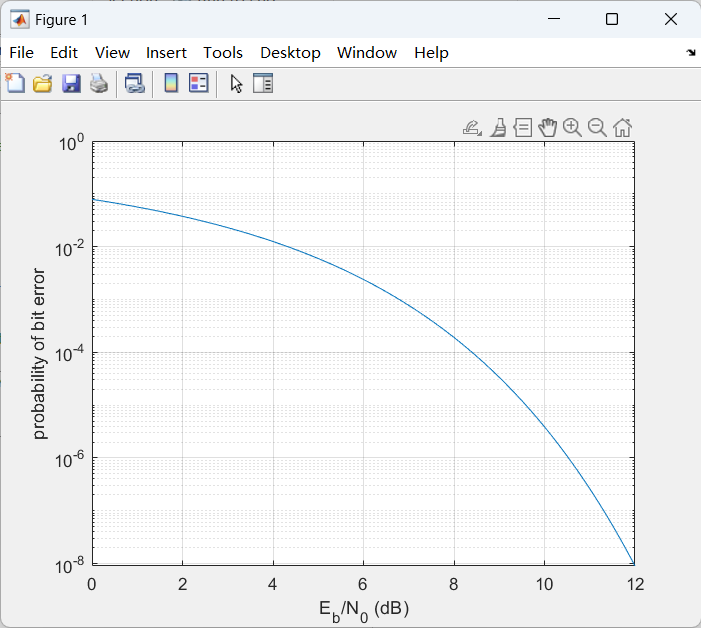 Figure 1
File Edit View Insert Tools Desktop Window Help
10^0
10^-2
10^-4
10^-6
10^-8
probability of bit error
0 2 4 6 8 10 12
E_b/N_0 (dB)